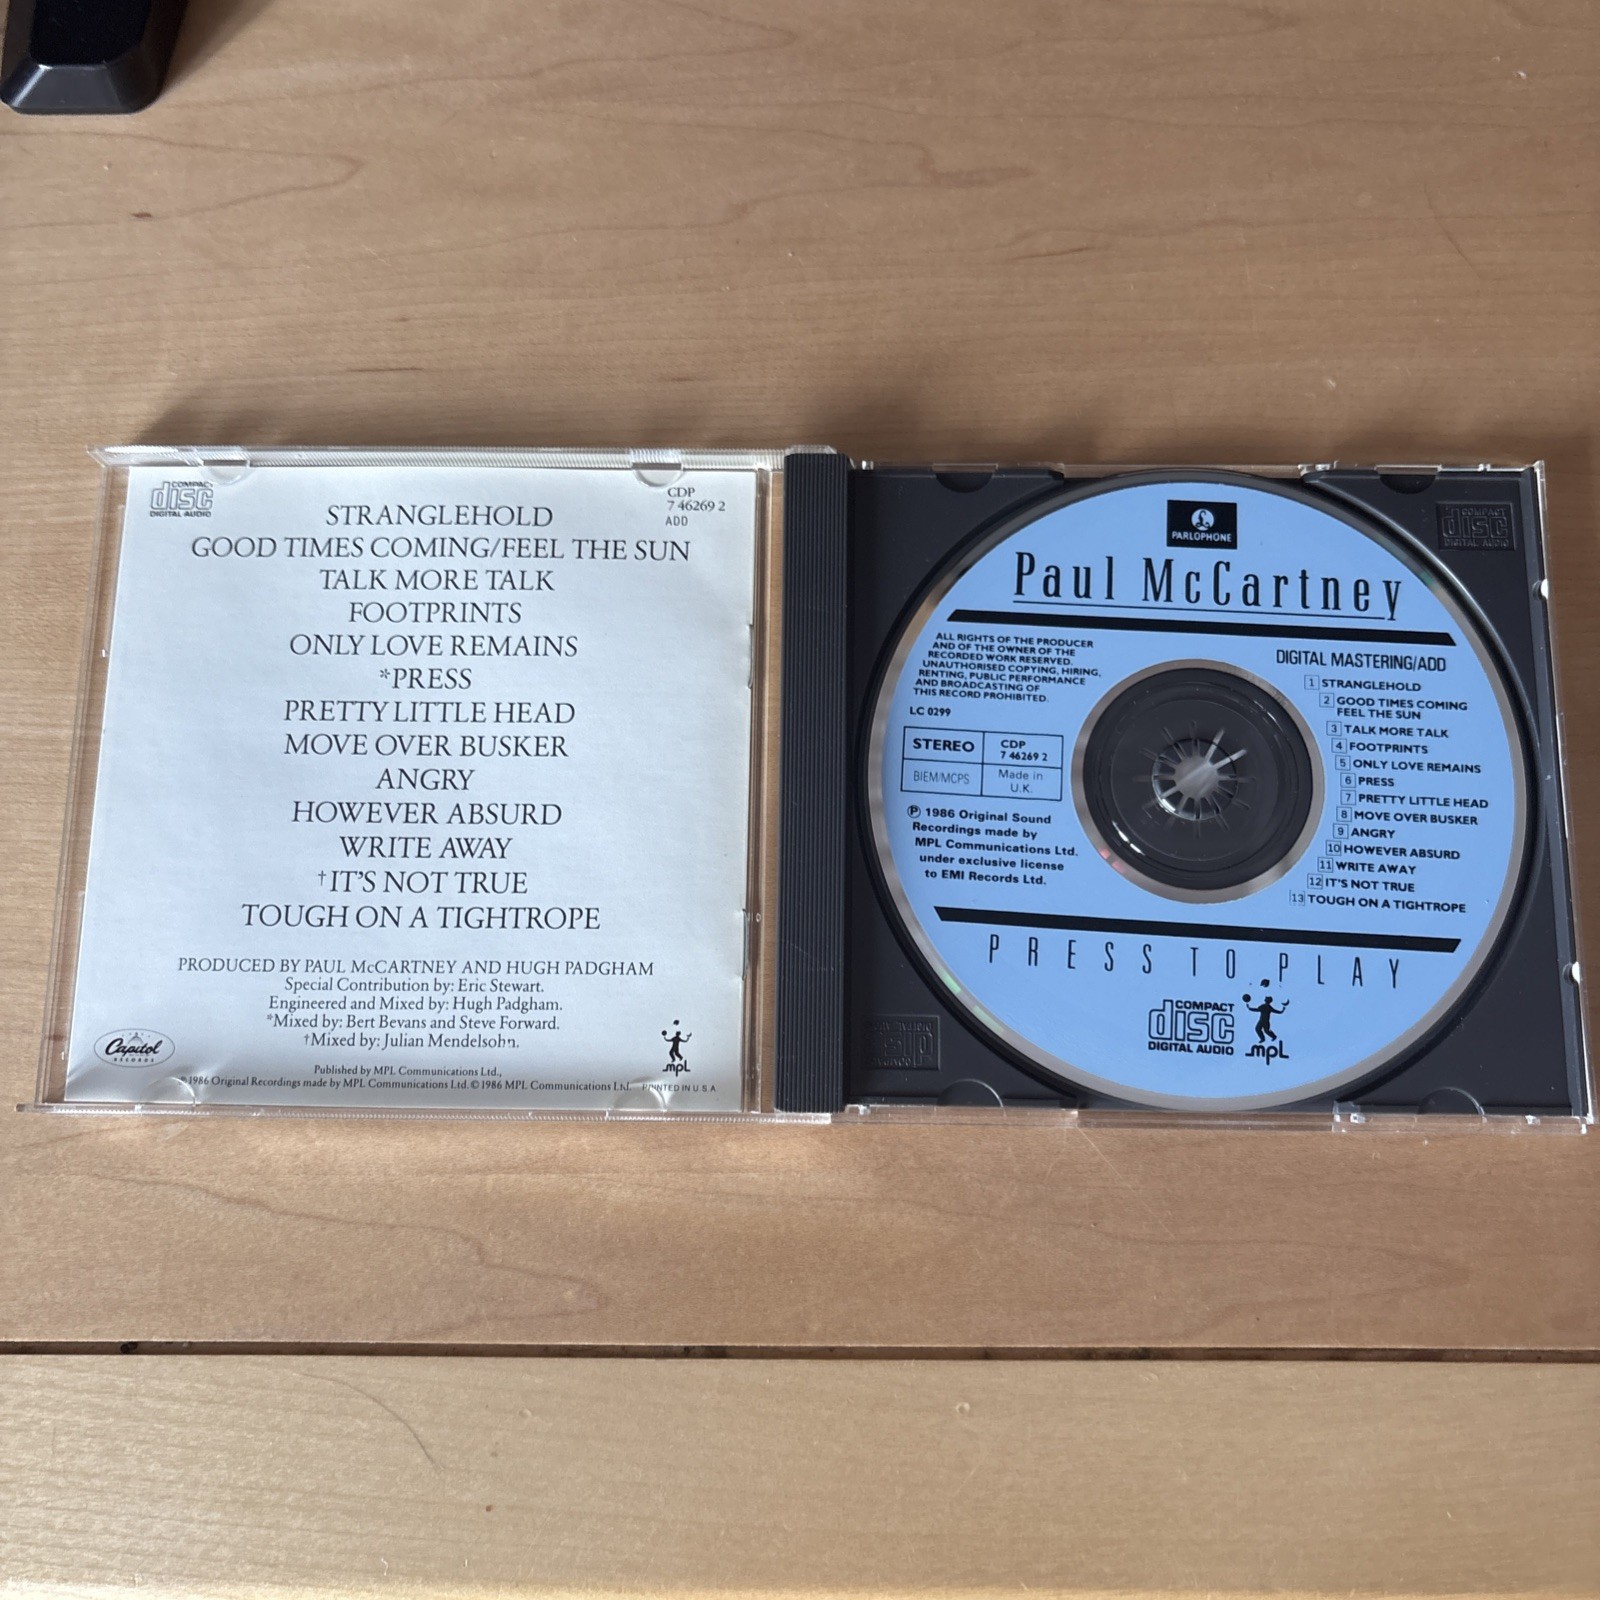 COMPACT
disc
DIGITAL AUDIO
CDP
7 46269 2
ADD
STRANGLEHOLD
GOOD TIMES COMING/FEEL THE SUN
TALK MORE TALK
FOOTPRINTS
ONLY LOVE REMAINS
*PRESS
PRETTY LITTLE HEAD
MOVE OVER BUSKER
ANGRY
HOWEVER ABSURD
WRITE AWAY
†IT'S NOT TRUE
TOUGH ON A TIGHTROPE
PRODUCED BY PAUL McCARTNEY AND HUGH PADGHAM
Special Contribution by: Eric Stewart.
Engineered and Mixed by: Hugh Padgham.
*Mixed by: Bert Bevans and Steve Forward.
†Mixed by: Julian Mendelsohn.
Capitol
RECORDS
mpl
Published by MPL Communications Ltd.,
℗1986 Original Recordings made by MPL Communications Ltd. ©1986 MPL Communications Ltd. PRINTED IN U.S.A.
PARLOPHONE
Paul McCartney
ALL RIGHTS OF THE PRODUCER
AND OF THE OWNER OF THE
RECORDED WORK RESERVED.
UNAUTHORISED COPYING, HIRING,
RENTING, PUBLIC PERFORMANCE
AND BROADCASTING OF
THIS RECORD PROHIBITED.
LC 0299
STEREO
CDP
7 46269 2
BIEM/MCPS
Made in
U.K.
℗ 1986 Original Sound
Recordings made by
MPL Communications Ltd.
under exclusive license
to EMI Records Ltd.
DIGITAL MASTERING/ADD
1 STRANGLEHOLD
2 GOOD TIMES COMING
FEEL THE SUN
3 TALK MORE TALK
4 FOOTPRINTS
5 ONLY LOVE REMAINS
6 PRESS
7 PRETTY LITTLE HEAD
8 MOVE OVER BUSKER
9 ANGRY
10 HOWEVER ABSURD
11 WRITE AWAY
12 IT'S NOT TRUE
13 TOUGH ON A TIGHTROPE
PRESS TO PLAY
COMPACT
disc
DIGITAL AUDIO
mpl
COMPACT
disc
DIGITAL AUDIO